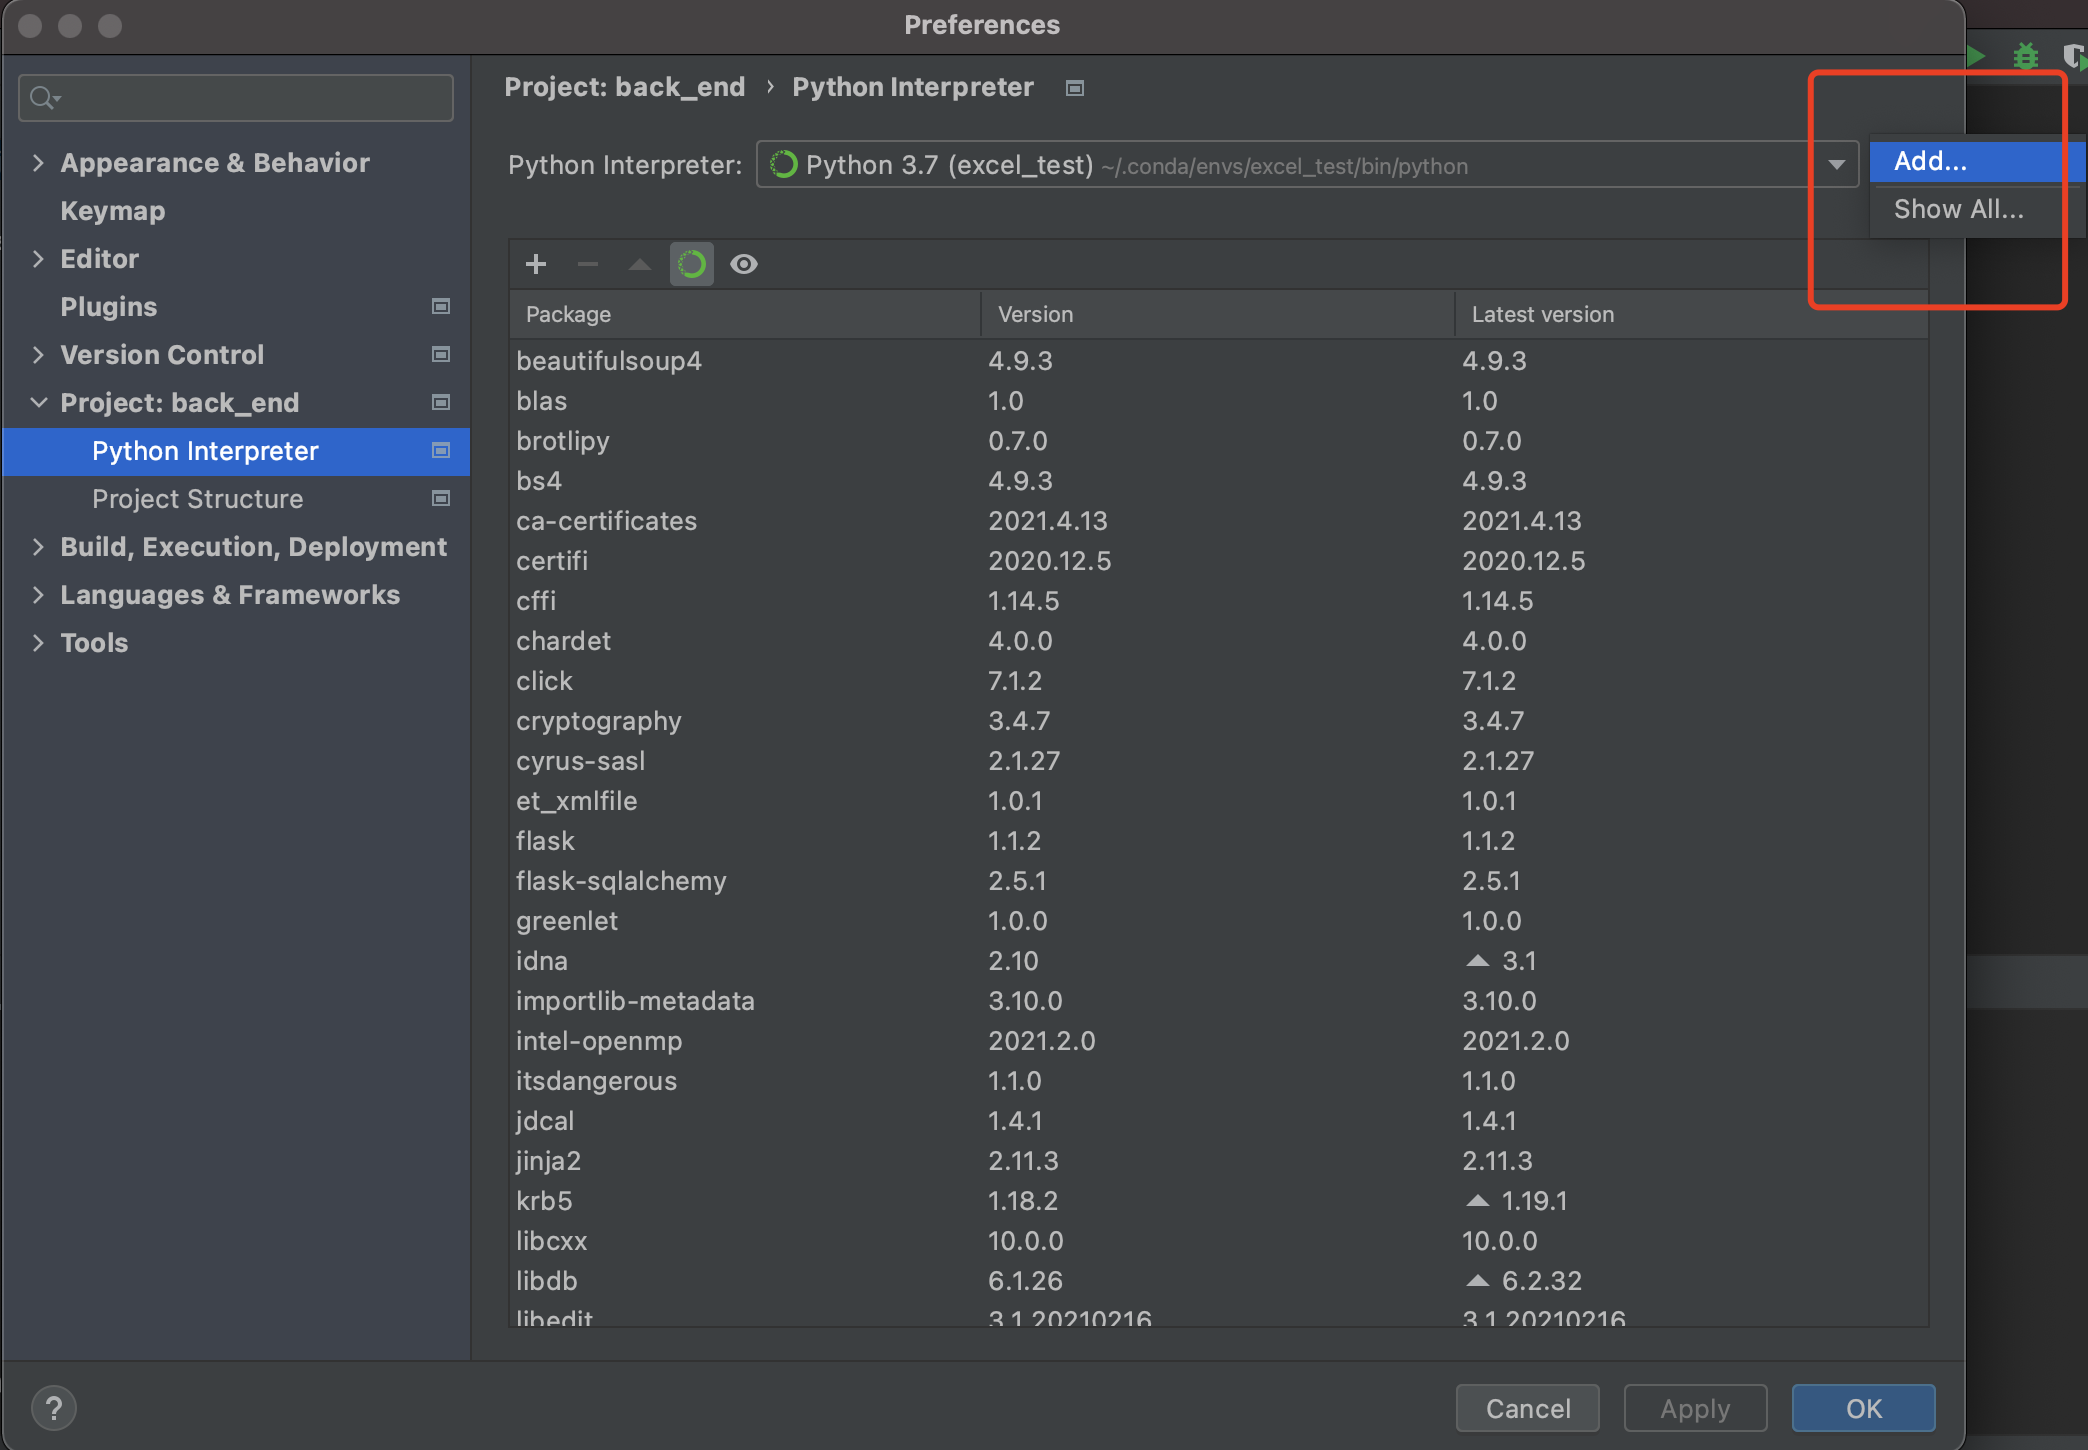 Preferences
Project: back_end › Python Interpreter
Python Interpreter: Python 3.7 (excel_test) ~/.conda/envs/excel_test/bin/python
Add...
Show All...
Appearance & Behavior
Keymap
Editor
Plugins
Version Control
Project: back_end
Python Interpreter
Project Structure
Build, Execution, Deployment
Languages & Frameworks
Tools
Package Version Latest version
beautifulsoup4 4.9.3 4.9.3
blas 1.0 1.0
brotlipy 0.7.0 0.7.0
bs4 4.9.3 4.9.3
ca-certificates 2021.4.13 2021.4.13
certifi 2020.12.5 2020.12.5
cffi 1.14.5 1.14.5
chardet 4.0.0 4.0.0
click 7.1.2 7.1.2
cryptography 3.4.7 3.4.7
cyrus-sasl 2.1.27 2.1.27
et_xmlfile 1.0.1 1.0.1
flask 1.1.2 1.1.2
flask-sqlalchemy 2.5.1 2.5.1
greenlet 1.0.0 1.0.0
idna 2.10 3.1
importlib-metadata 3.10.0 3.10.0
intel-openmp 2021.2.0 2021.2.0
itsdangerous 1.1.0 1.1.0
jdcal 1.4.1 1.4.1
jinja2 2.11.3 2.11.3
krb5 1.18.2 1.19.1
libcxx 10.0.0 10.0.0
libdb 6.1.26 6.2.32
libedit 3.1.20210216 3.1.20210216
?
Cancel Apply OK